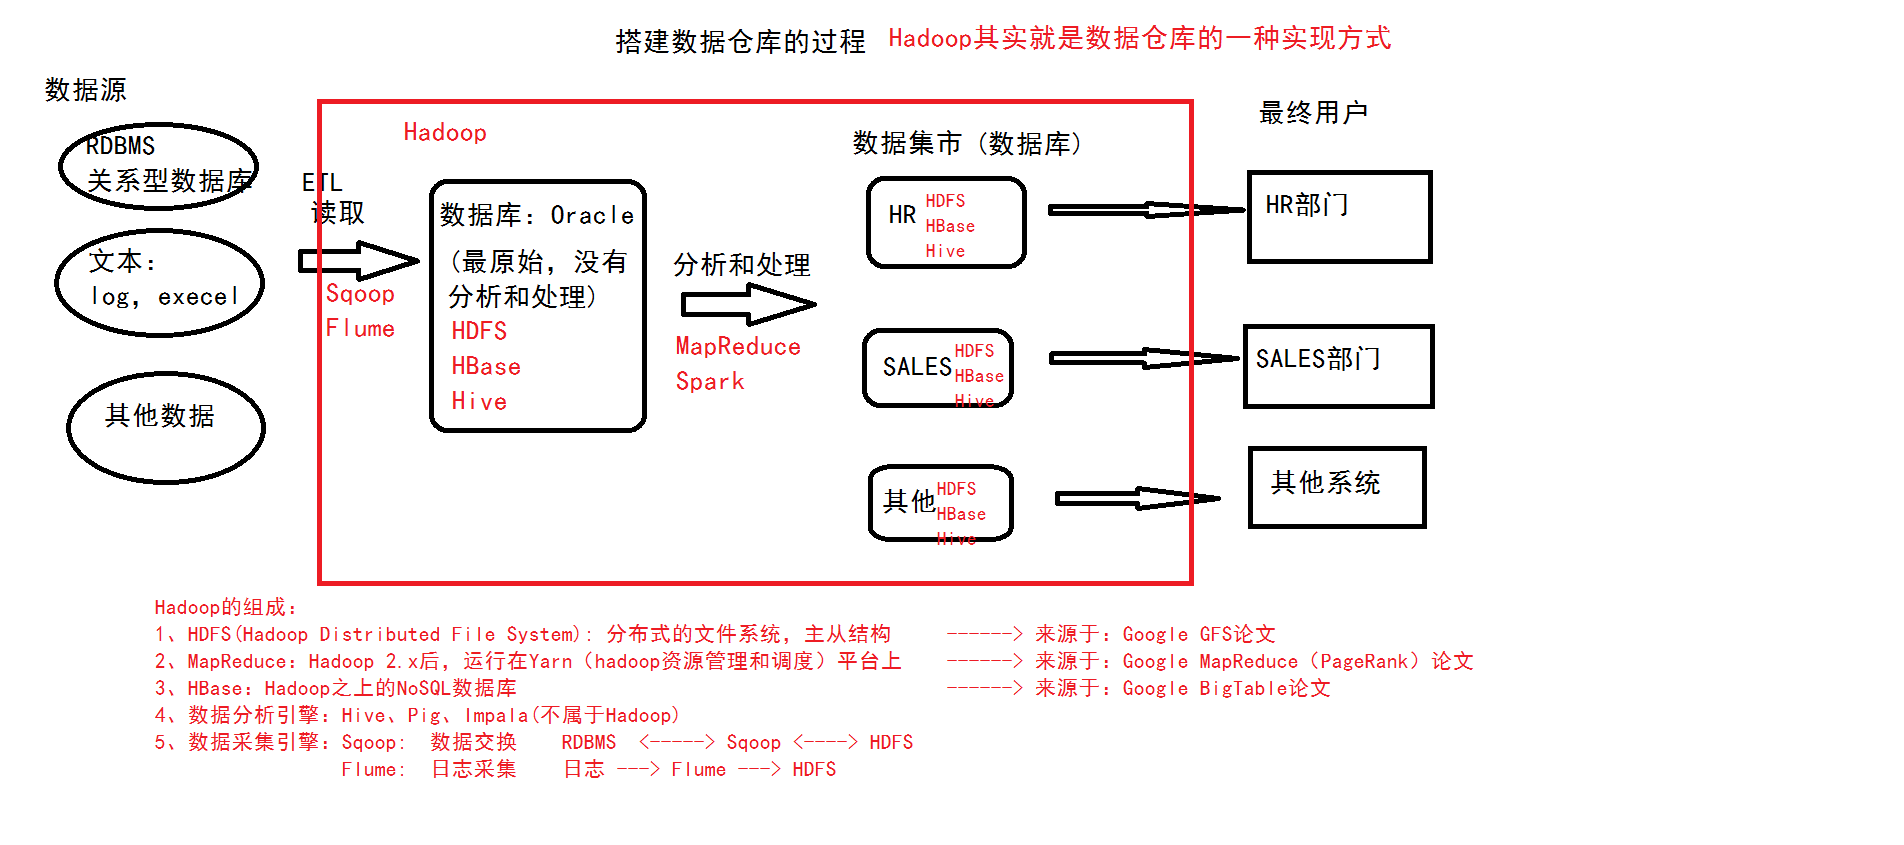 搭建数据仓库的过程 Hadoop其实就是数据仓库的一种实现方式
数据源
RDBMS
关系型数据库
文本：
log，execel
其他数据
ETL
读取
Sqoop
Flume
Hadoop
数据库：Oracle
(最原始，没有
分析和处理)
HDFS
HBase
Hive
分析和处理
MapReduce
Spark
数据集市 (数据库)
HR
HDFS
HBase
Hive
SALES
HDFS
HBase
Hive
其他
HDFS
HBase
Hive
最终用户
HR部门
SALES部门
其他系统
Hadoop的组成：
1、HDFS(Hadoop Distributed File System): 分布式的文件系统，主从结构 ------> 来源于：Google GFS论文
2、MapReduce：Hadoop 2.x后，运行在Yarn（hadoop资源管理和调度）平台上 ------> 来源于：Google MapReduce（PageRank）论文
3、HBase：Hadoop之上的NoSQL数据库 ------> 来源于：Google BigTable论文
4、数据分析引擎：Hive、Pig、Impala(不属于Hadoop)
5、数据采集引擎：Sqoop: 数据交换 RDBMS <-----> Sqoop <----> HDFS
Flume: 日志采集 日志 ---> Flume ---> HDFS